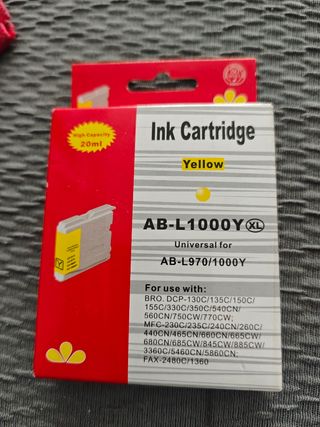 High Capacity
20ml
Ink Cartridge
Yellow
AB-L1000Y XL
Universal for
AB-L970/1000Y
Y
For use with:
BRO. DCP-130C/135C/150C/
155C/330C/350C/540CN/
560CN/750CW/770CW;
MFC-230C/235C/240CN/260C/
440CN/465CN/660CN/665CW/
680CN/685CW/845CW/885CW/
3360C/5460CN/5860CN;
FAX-2480C/1360